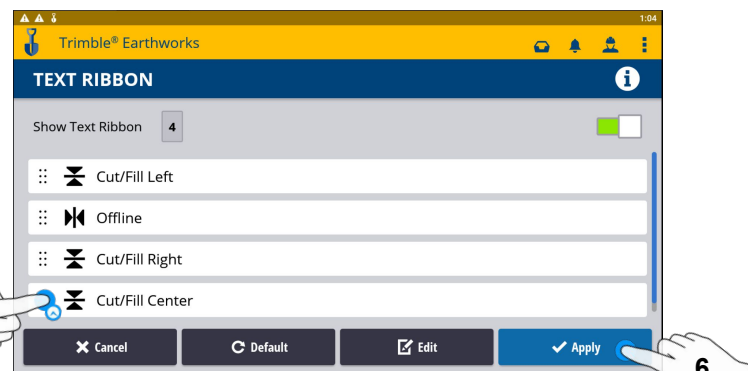 1:04
Trimble® Earthworks
TEXT RIBBON
Show Text Ribbon 4
Cut/Fill Left
Offline
Cut/Fill Right
Cut/Fill Center
Cancel Default Edit Apply
6